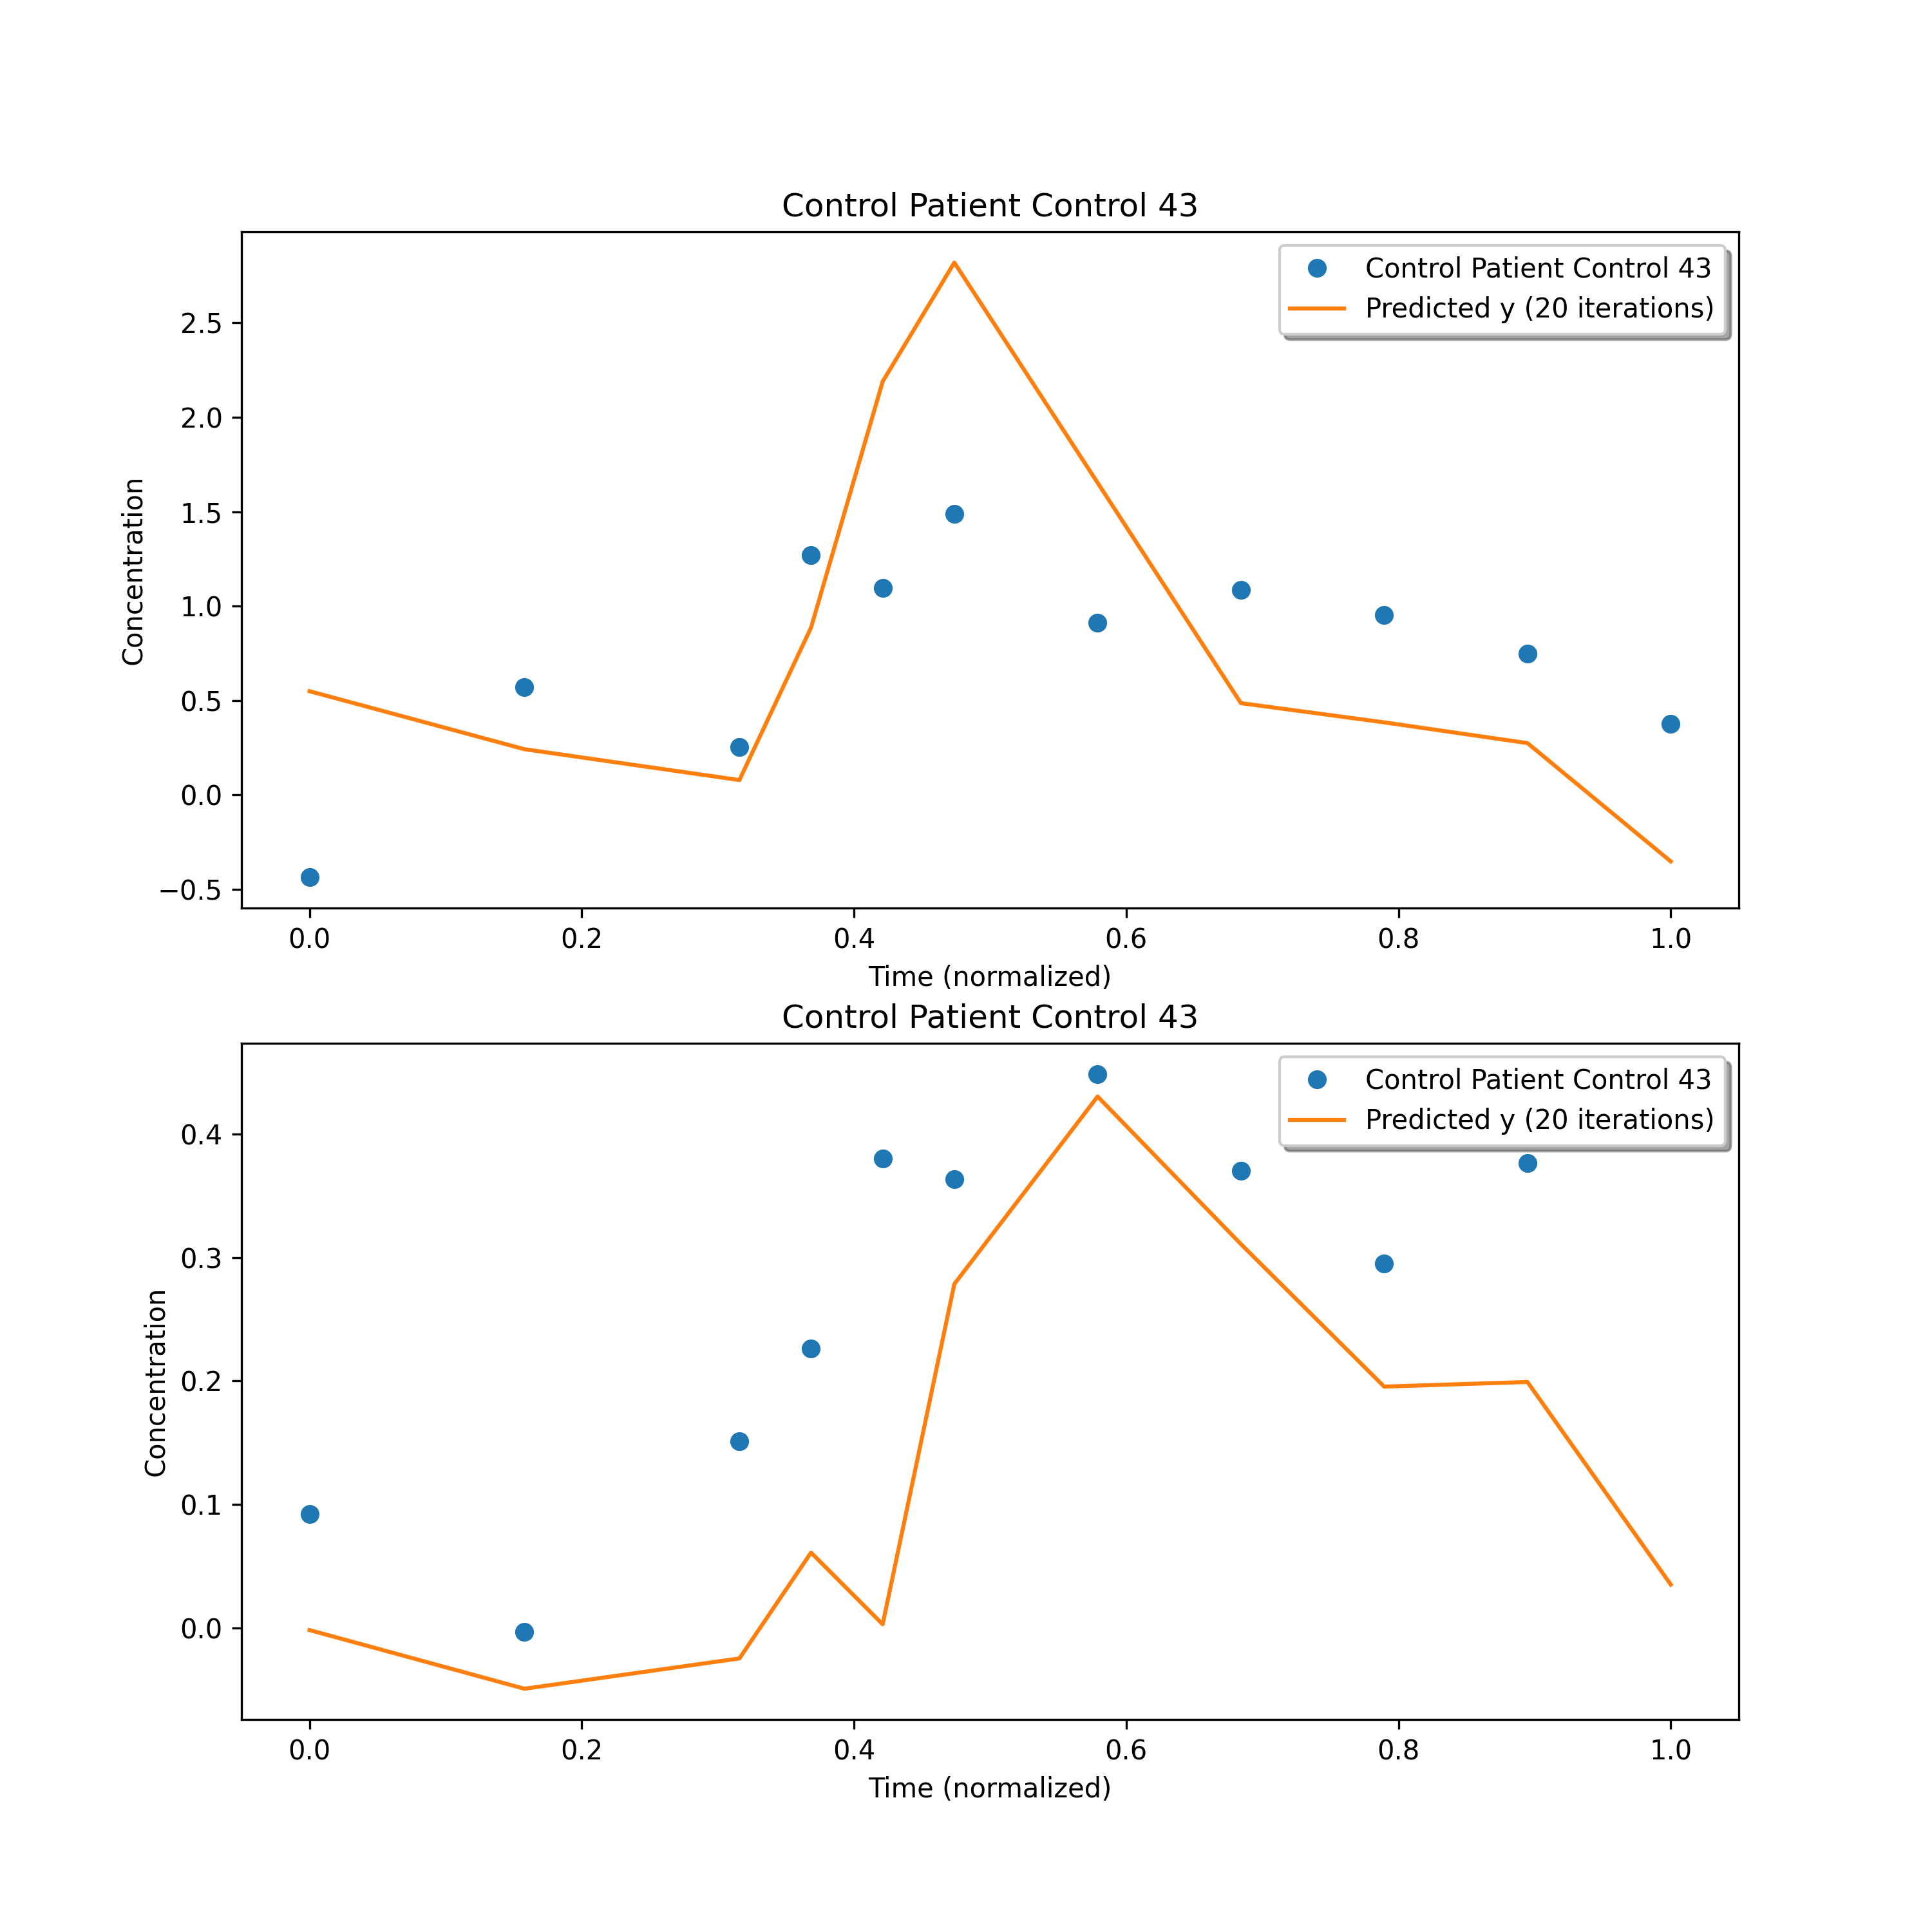 Control Patient Control 43
Control Patient Control 43
Predicted y (20 iterations)
2.5
2.0
1.5
1.0
0.5
0.0
−0.5
Concentration
0.0 0.2 0.4 0.6 0.8 1.0
Time (normalized)
Control Patient Control 43
Control Patient Control 43
Predicted y (20 iterations)
0.4
0.3
0.2
0.1
0.0
Concentration
0.0 0.2 0.4 0.6 0.8 1.0
Time (normalized)